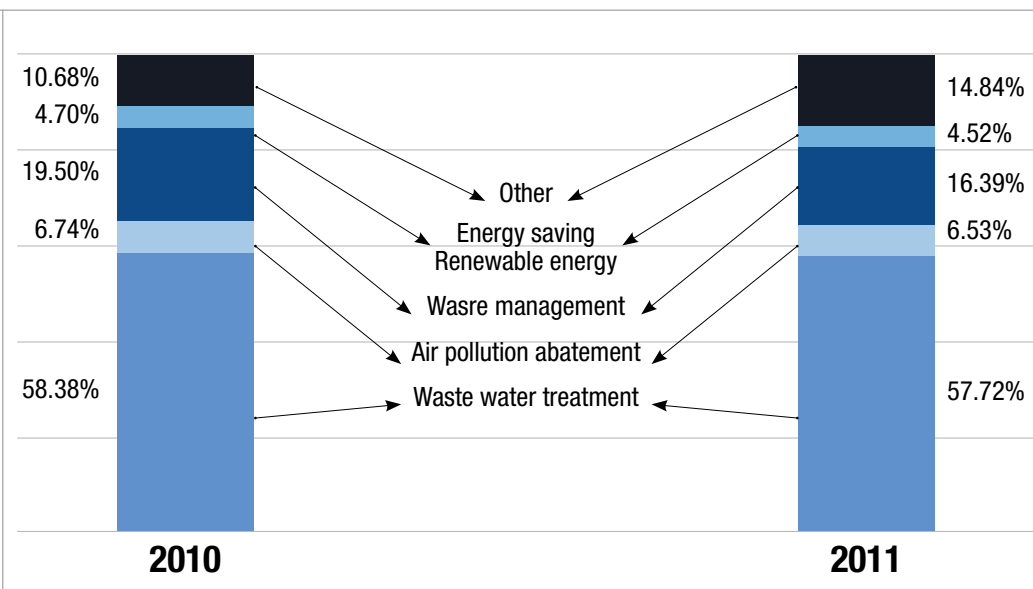 10.68%
4.70%
19.50%
6.74%
58.38%
Other
Energy saving
Renewable energy
Wasre management
Air pollution abatement
Waste water treatment
14.84%
4.52%
16.39%
6.53%
57.72%
2010
2011